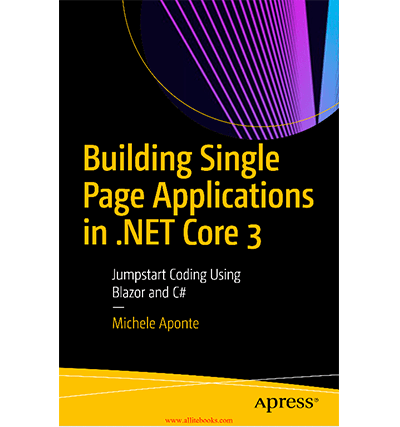 Building Single
Page Applications
in .NET Core 3
Jumpstart Coding Using
Blazor and C#
—
Michele Aponte
Apress®
www.allitebooks.com